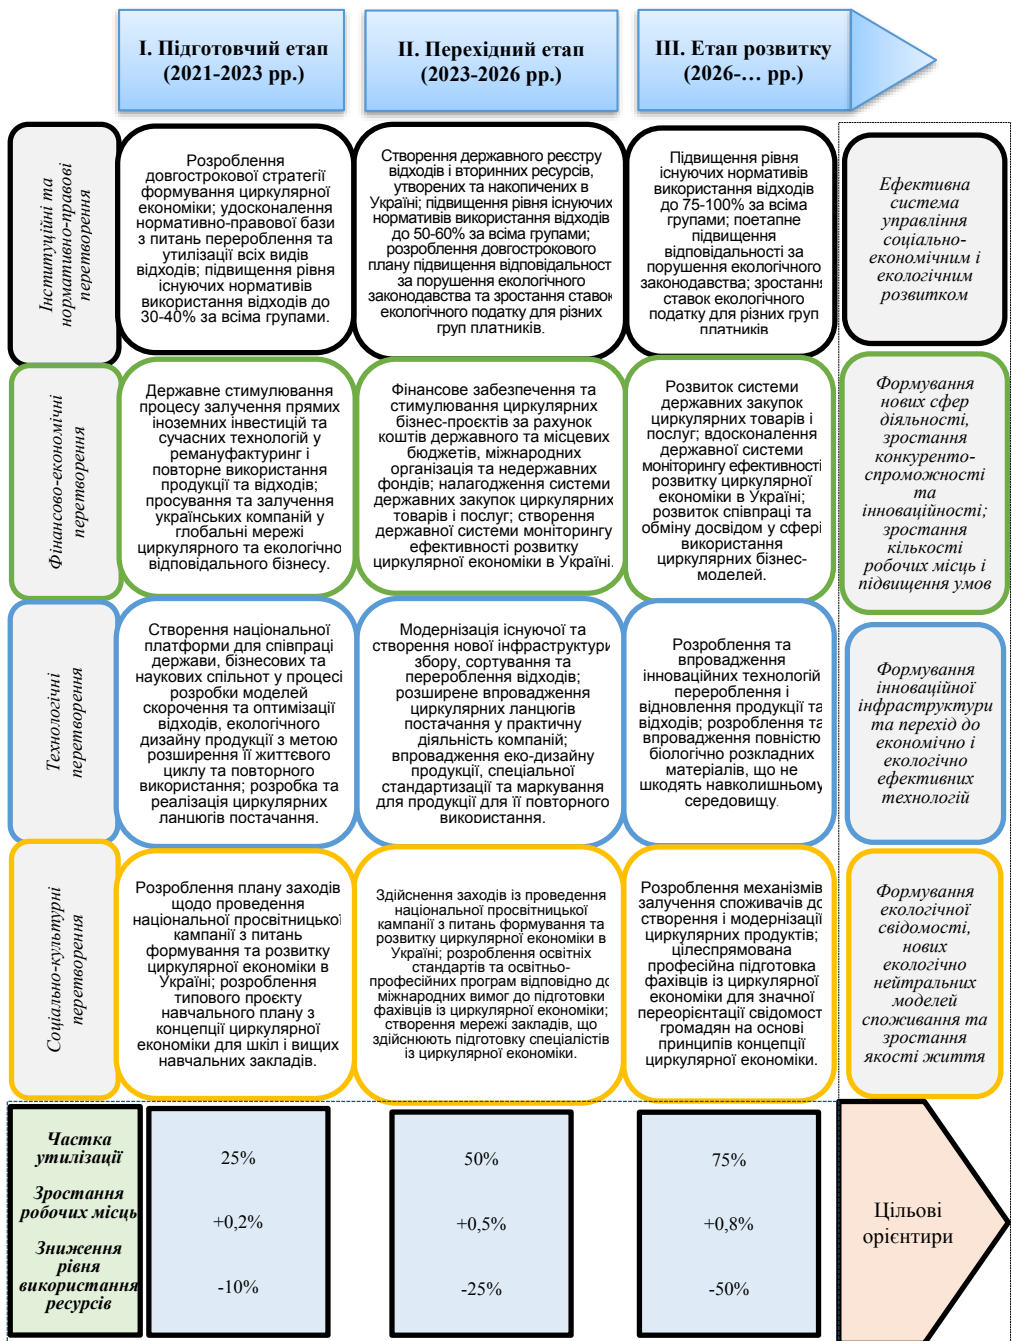 І. Підготовчий етап
(2021-2023 рр.)
ІІ. Перехідний етап
(2023-2026 рр.)
ІІІ. Етап розвитку
(2026-… рр.)
Інституційні та
нормативно-правові
перетворення
Розроблення
довгострокової стратегії
формування циркулярної
економіки; удосконалення
нормативно-правової бази
з питань перероблення та
утилізації всіх видів
відходів; підвищення рівня
існуючих нормативів
використання відходів до
30-40% за всіма групами.
Створення державного реєстру
відходів і вторинних ресурсів,
утворених та накопичених в
Україні; підвищення рівня існуючих
нормативів використання відходів
до 50-60% за всіма групами;
розроблення довгострокового
плану підвищення відповідальност
за порушення екологічного
законодавства та зростання ставок
екологічного податку для різних
груп платників.
Підвищення рівня
існуючих нормативів
використання відходів
до 75-100% за всіма
групами; поетапне
підвищення
відповідальності за
порушення екологічного
законодавства; зростання
ставок екологічного
податку для різних груп
платників
Ефективна
система
управління
соціально-
економічним і
екологічним
розвитком
Фінансово-економічні
перетворення
Державне стимулювання
процесу залучення прямих
іноземних інвестицій та
сучасних технологій у
ремануфактуринг і
повторне використання
продукції та відходів;
просування та залучення
українських компаній у
глобальні мережі
циркулярного та екологічно
відповідального бізнесу.
Фінансове забезпечення та
стимулювання циркулярних
бізнес-проєктів за рахунок
коштів державного та місцевих
бюджетів, міжнародних
організація та недержавних
фондів; налагодження системи
державних закупок циркулярних
товарів і послуг; створення
державної системи моніторингу
ефективності розвитку
циркулярної економіки в Україні.
Розвиток системи
державних закупок
циркулярних товарів і
послуг; вдосконалення
державної системи
моніторингу ефективності
розвитку циркулярної
економіки в Україні;
розвиток співпраці та
обміну досвідом у сфері
використання
циркулярних бізнес-
моделей.
Формування
нових сфер
діяльності,
зростання
конкуренто-
спроможності
та
інноваційності;
зростання
кількості
робочих місць і
підвищення умов
Технологічні
перетворення
Створення національної
платформи для співпраці
держави, бізнесових та
наукових спільнот у процесі
розробки моделей
скорочення та оптимізації
відходів, екологічного
дизайну продукції з метою
розширення її життєвого
циклу та повторного
використання; розробка та
реалізація циркулярних
ланцюгів постачання.
Модернізація існуючої та
створення нової інфраструктури
збору, сортування та
перероблення відходів;
розширене впровадження
циркулярних ланцюгів
постачання у практичну
діяльність компаній;
впровадження еко-дизайну
продукції, спеціальної
стандартизації та маркування
для продукції для її повторного
використання.
Розроблення та
впровадження
інноваційних технологій
перероблення і
відновлення продукції та
відходів; розроблення та
впровадження повністю
біологічно розкладних
матеріалів, що не
шкодять навколишньому
середовищу.
Формування
інноваційної
інфраструктури
та перехід до
економічно і
екологічно
ефективних
технологій
Соціально-культурні
перетворення
Розроблення плану заходів
щодо проведення
національної просвітницької
кампанії з питань
формування та розвитку
циркулярної економіки в
Україні; розроблення
типового проєкту
навчального плану з
концепції циркулярної
економіки для шкіл і вищих
навчальних закладів.
Здійснення заходів із проведення
національної просвітницької
кампанії з питань формування та
розвитку циркулярної економіки в
Україні; розроблення освітніх
стандартів та освітньо-
професійних програм відповідно до
міжнародних вимог до підготовки
фахівців із циркулярної економіки;
створення мережі закладів, що
здійснюють підготовку спеціалістів
із циркулярної економіки.
Розроблення механізмів
залучення споживачів до
створення і модернізації
циркулярних продуктів;
цілеспрямована
професійна підготовка
фахівців із циркулярної
економіки для значної
переорієнтації свідомост
громадян на основі
принципів концепції
циркулярної економіки.
Формування
екологічної
свідомості,
нових
екологічно
нейтральних
моделей
споживання та
зростання
якості життя
Частка
утилізації
25%
50%
75%
Зростання
робочих місць
+0,2%
+0,5%
+0,8%
Зниження
рівня
використання
ресурсів
-10%
-25%
-50%
Цільові
орієнтири